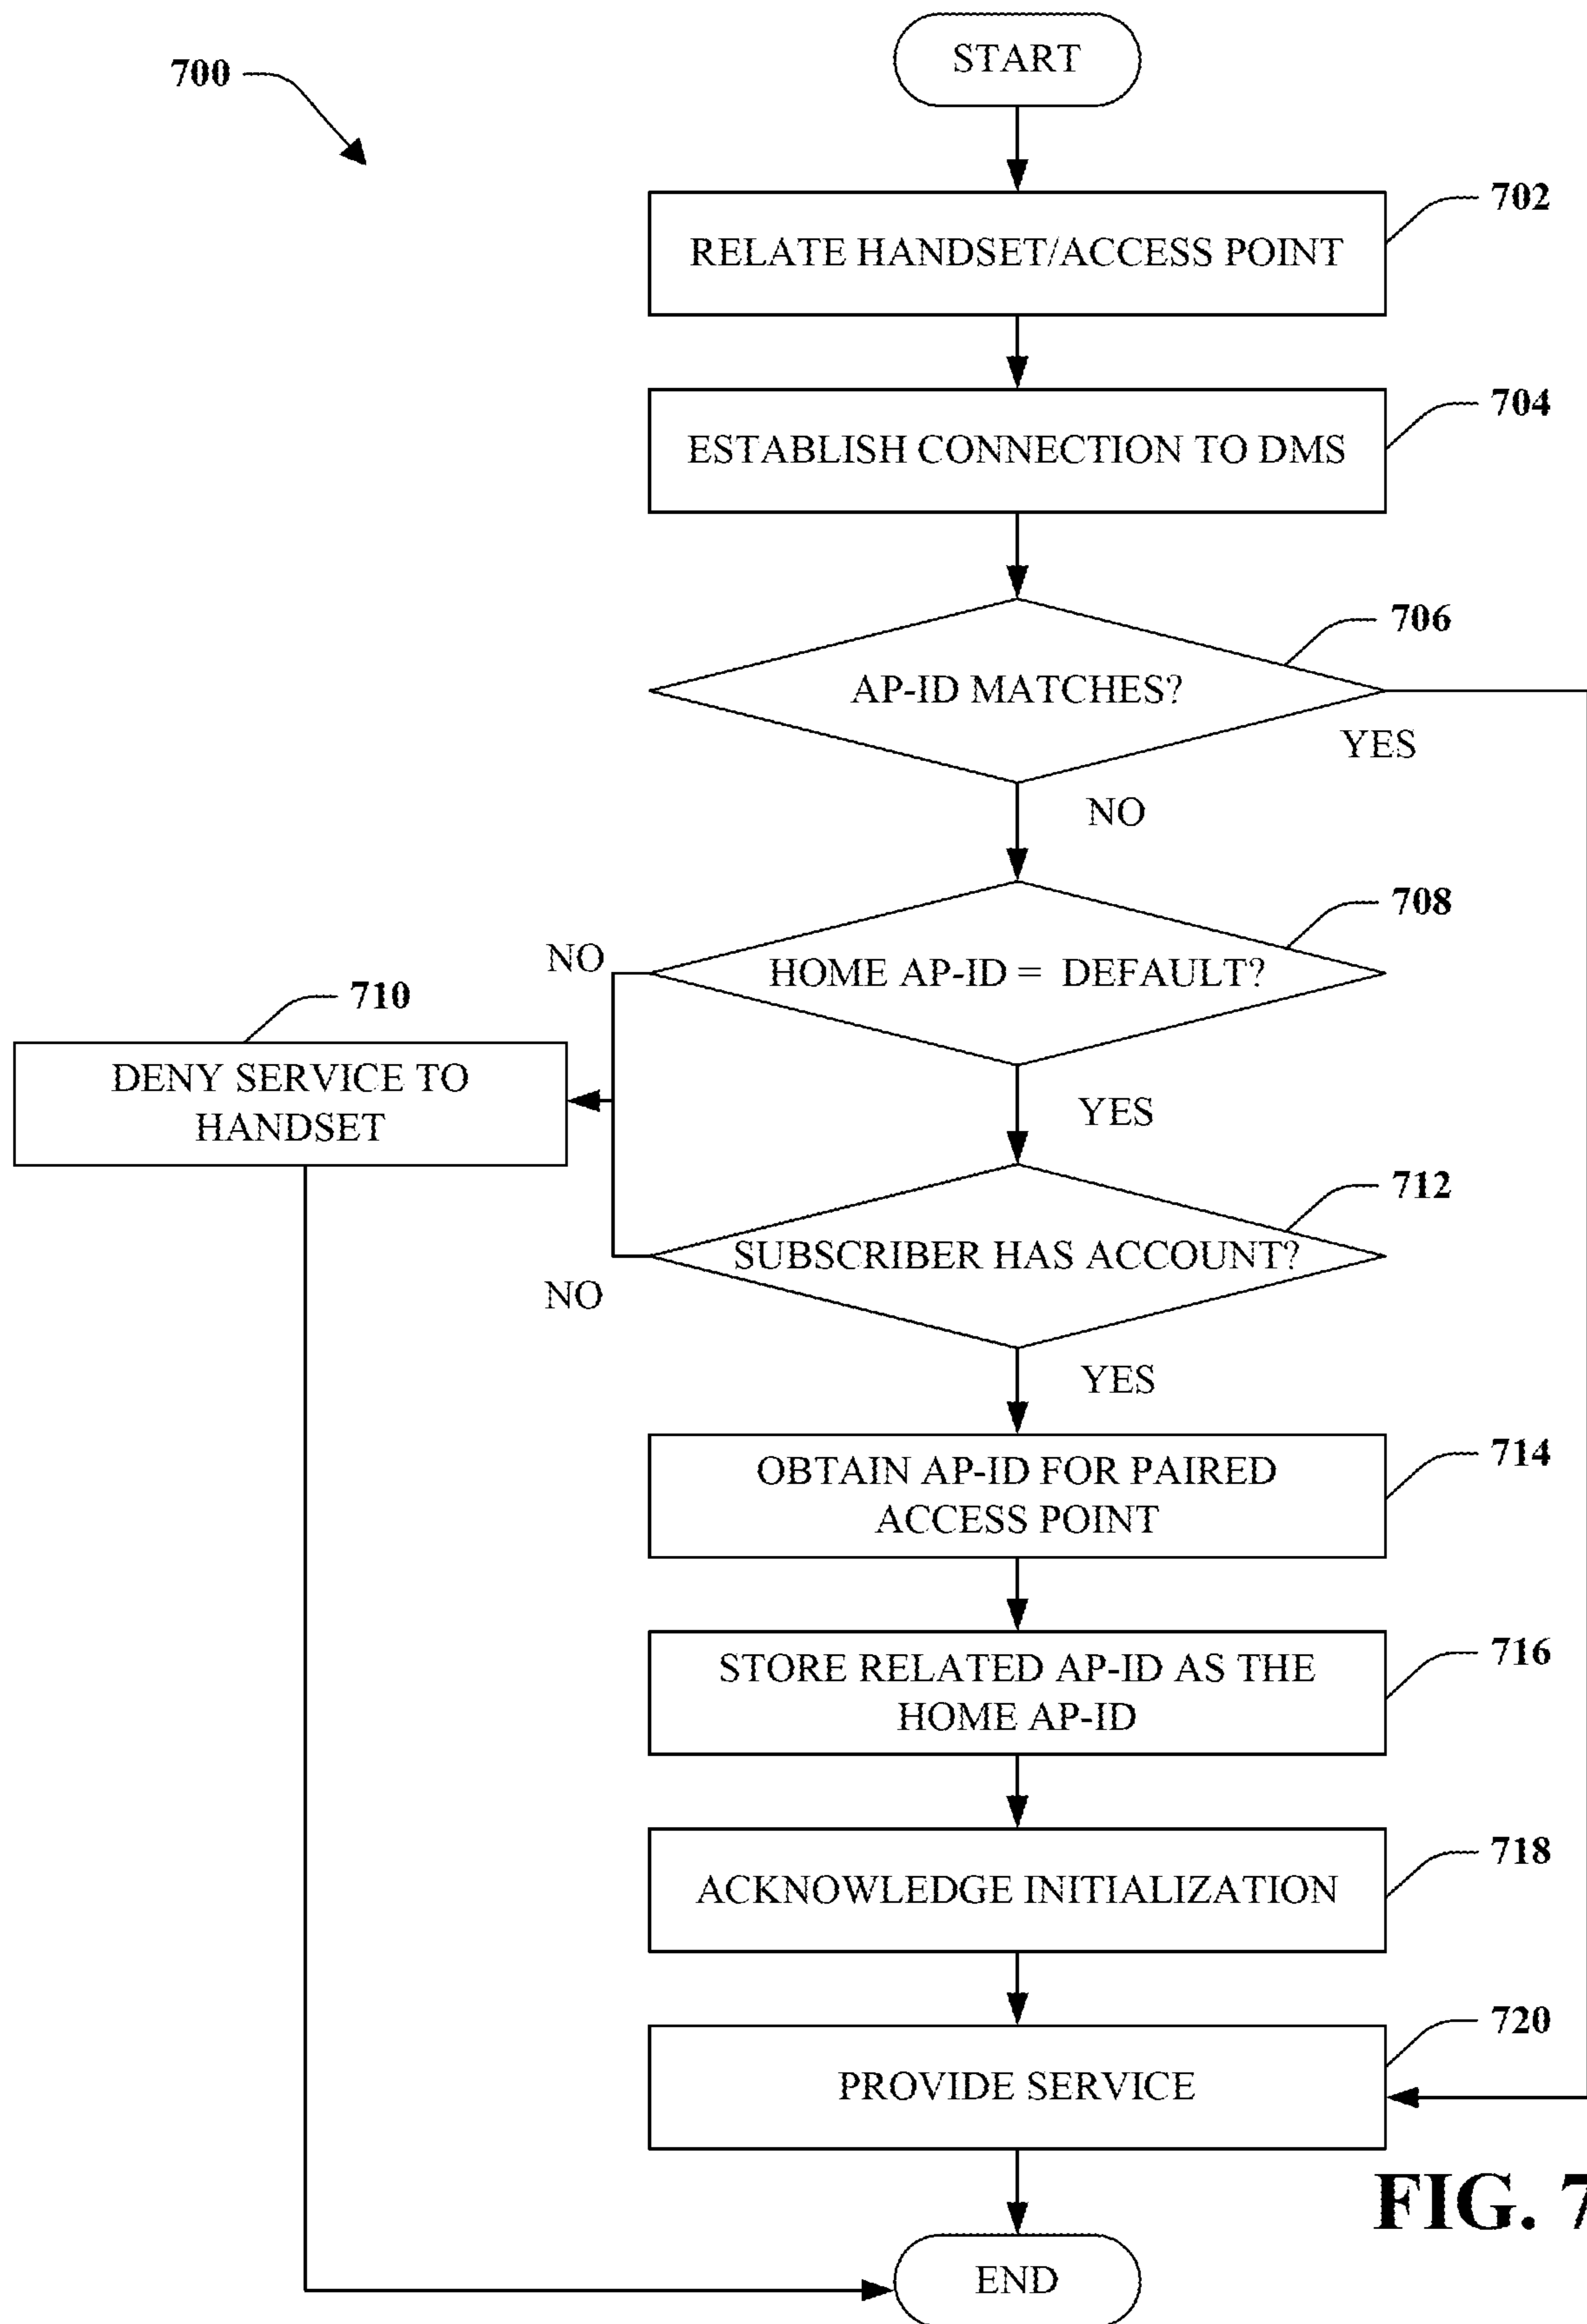 START
700
702
RELATE HANDSET/ACCESS POINT
704
ESTABLISH CONNECTION TO DMS
706
AP-ID MATCHES?
YES
NO
708
NO
HOME AP-ID = DEFAULT?
710
DENY SERVICE TO
HANDSET
YES
712
SUBSCRIBER HAS ACCOUNT?
NO
YES
714
OBTAIN AP-ID FOR PAIRED
ACCESS POINT
716
STORE RELATED AP-ID AS THE
HOME AP-ID
718
ACKNOWLEDGE INITIALIZATION
720
PROVIDE SERVICE
FIG. 7
END